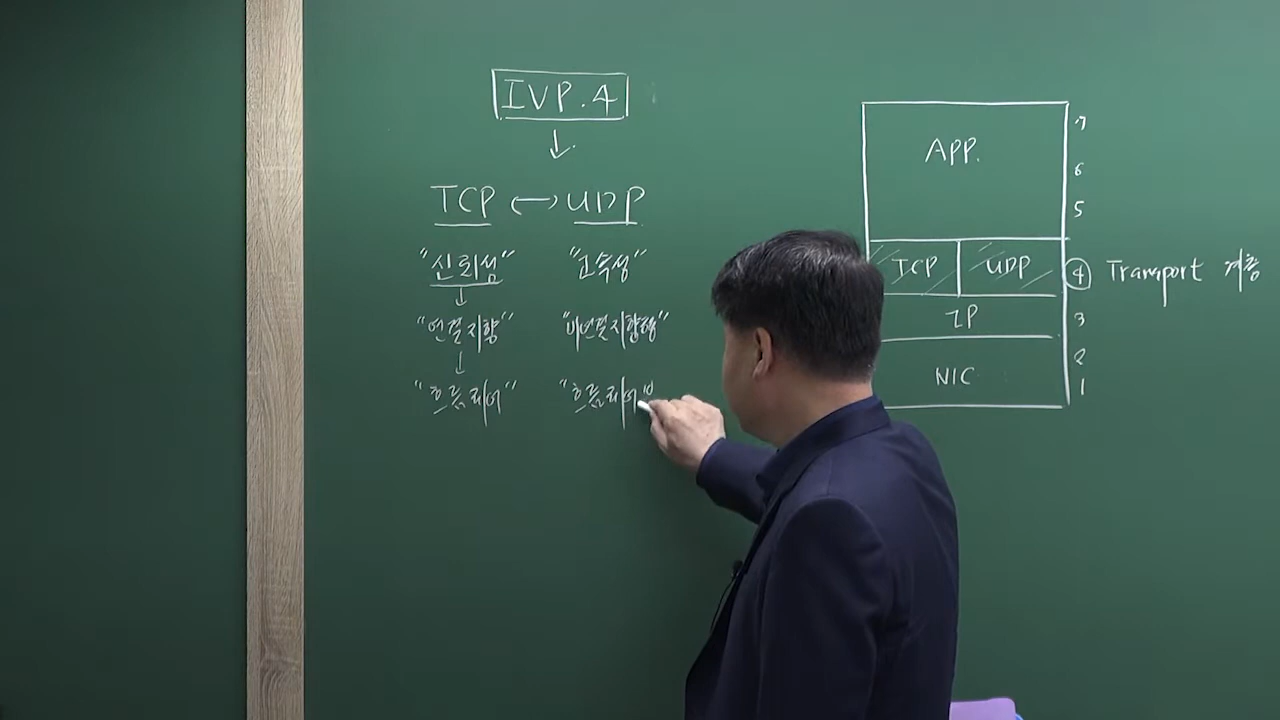 IVP.4
↓
TCP ↔ UDP
"신뢰성" "고속성"
↓
"연결지향" "비연결지향형"
↓
"흐름제어" "흐름제어
APP.
7
6
5
TCP UDP ④ Transport 계층
IP 3
NIC 2
1